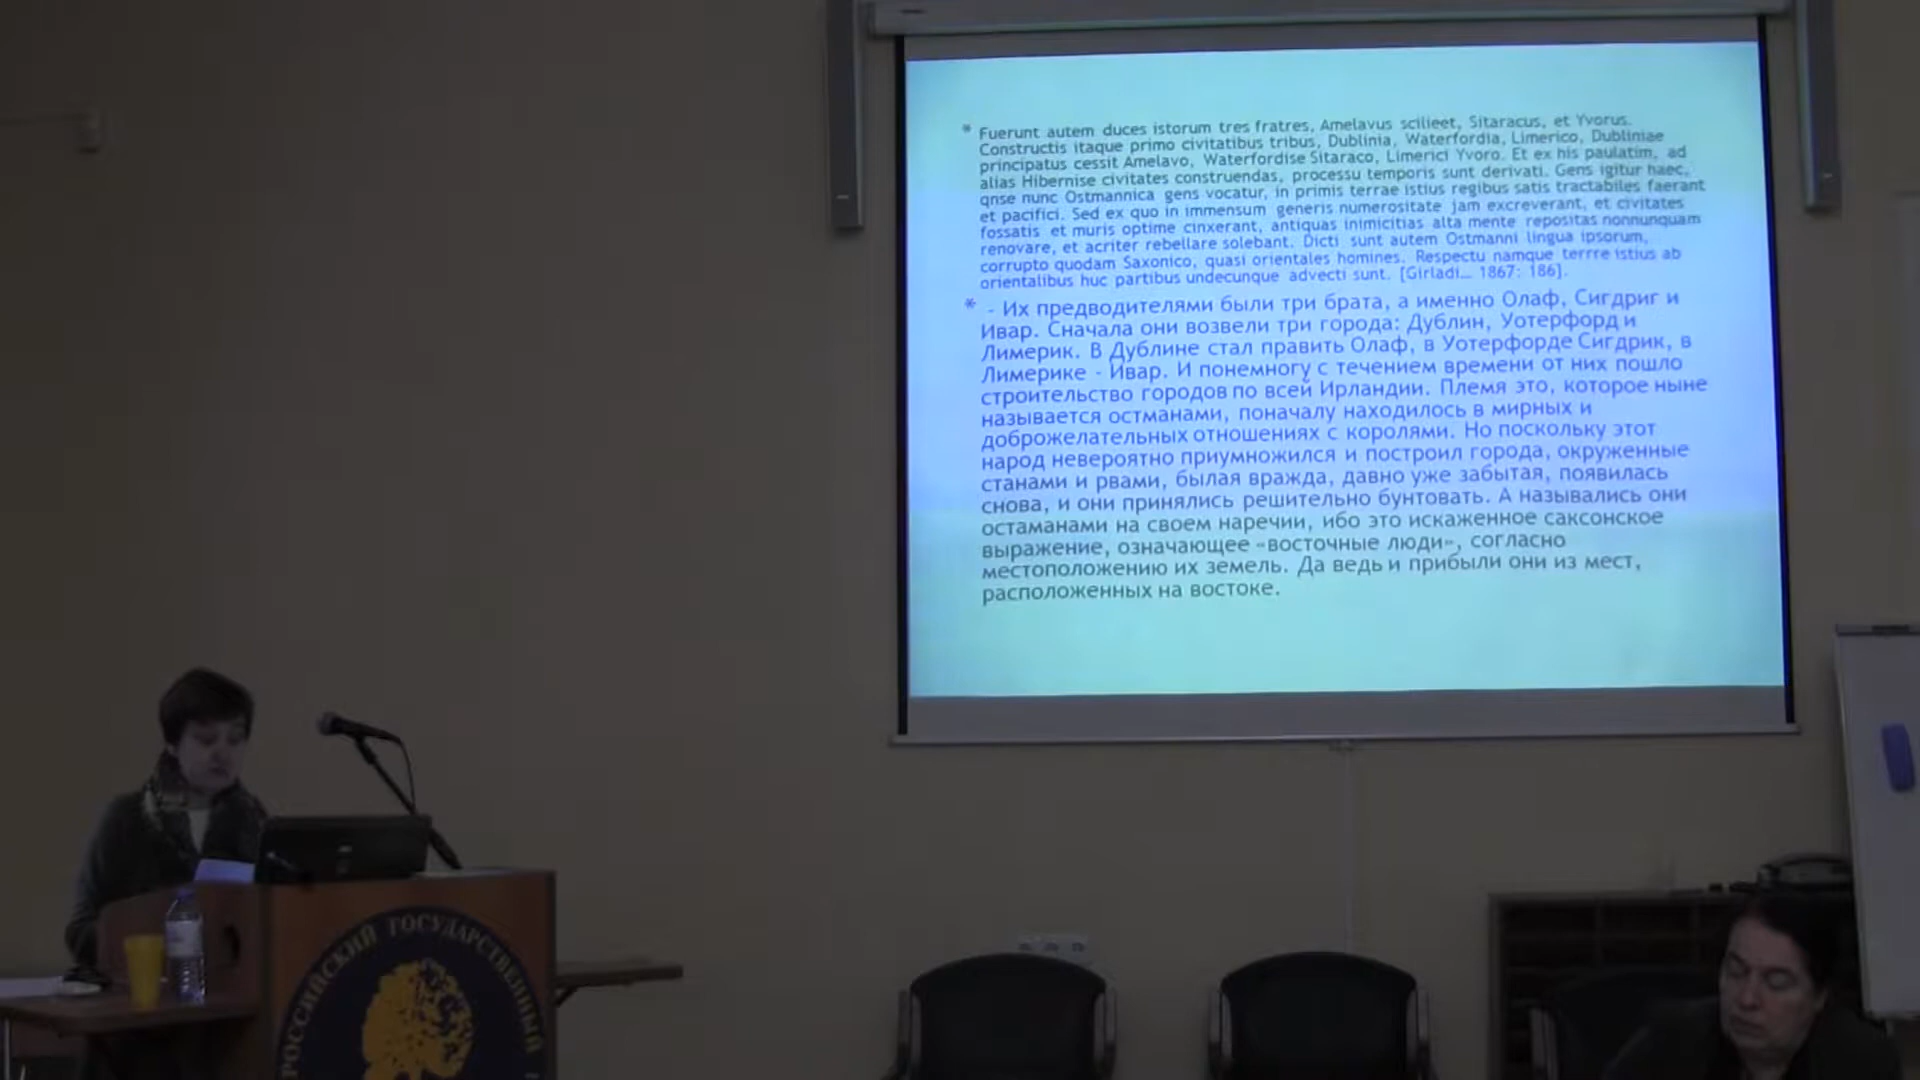 * Fuerunt autem duces istorum tres fratres, Amelavus scilieet, Sitaracus, et Yvorus.
Constructis itaque primo civitatibus tribus, Dublinia, Waterfordia, Limerico, Dubliniae
principatus cessit Amelavo, Waterfordise Sitaraco, Limerici Yvoro. Et ex his paulatim, ad
alias Hibernise civitates construendas, processu temporis sunt derivati. Gens igitur haec,
qnse nunc Ostmannica gens vocatur, in primis terrae istius regibus satis tractabiles faerant
et pacifici. Sed ex quo in immensum generis numerositate jam excreverant, et civitates
fossatis et muris optime cinxerant, antiquas inimicitias alta mente repositas nonnunquam
renovare, et acriter rebellare solebant. Dicti sunt autem Ostmanni lingua ipsorum,
corrupto quodam Saxonico, quasi orientales homines. Respectu namque terrre istius ab
orientalibus huc partibus undecunque advecti sunt. [Girladi... 1867: 186].
* - Их предводителями были три брата, а именно Олаф, Сигдриг и
Ивар. Сначала они возвели три города: Дублин, Уотерфорд и
Лимерик. В Дублине стал править Олаф, в Уотерфорде Сигдрик, в
Лимерике - Ивар. И понемногу с течением времени от них пошло
строительство городов по всей Ирландии. Племя это, которое ныне
называется остманами, поначалу находилось в мирных и
доброжелательных отношениях с королями. Но поскольку этот
народ невероятно приумножился и построил города, окруженные
станами и рвами, былая вражда, давно уже забытая, появилась
снова, и они принялись решительно бунтовать. А назывались они
остаманами на своем наречии, ибо это искаженное саксонское
выражение, означающее «восточные люди», согласно
местоположению их земель. Да ведь и прибыли они из мест,
расположенных на востоке.
РОССИЙСКИЙ ГОСУДАРСТВЕННЫЙ